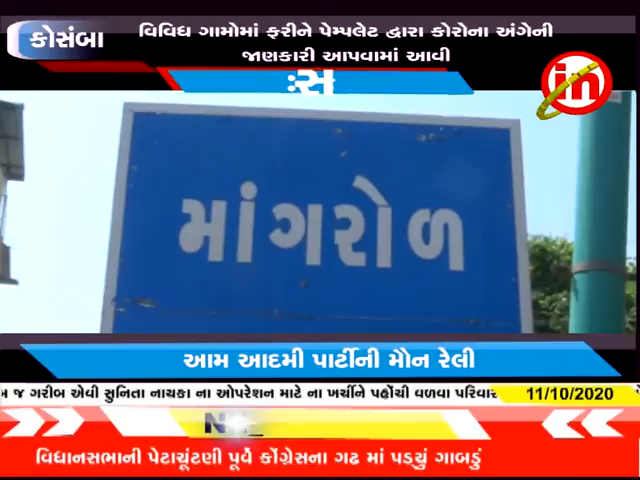 કોસંબા
વિવિધ ગામોમાં ફરીને પેમ્પલેટ દ્વારા કોરોના અંગેની
જાણકારી આપવામાં આવી
in
માંગરોળ
આમ આદમી પાર્ટીની મૌન રેલી
જ ગરીબ એવી સુનિતા નાયકા ના ઓપરેશન માટે ના ખર્ચાને પહોંચી વળવા પરિવાર
11/10/2020
વિધાનસભાની પેટાચૂંટણી પૂર્વે કોંગ્રેસના ગઢ માં પડ્યું ગાબડું